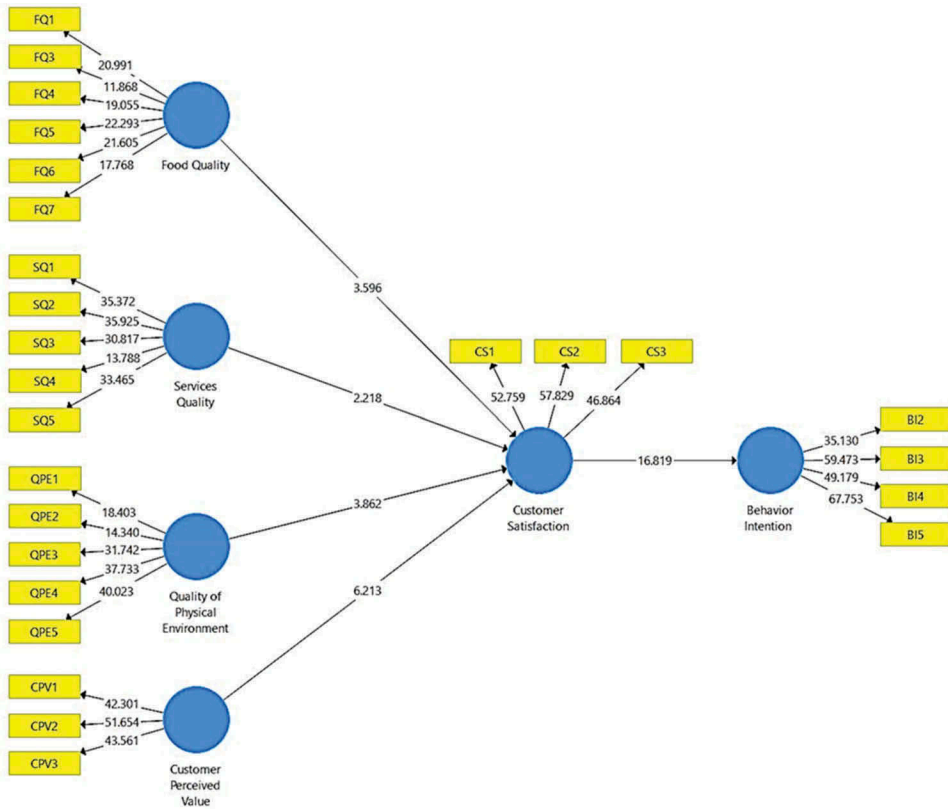 FQ1
FQ3
FQ4
FQ5
FQ6
FQ7
20.991
11.868
19.055
22.293
21.605
17.768
Food Quality
3.596
SQ1
SQ2
SQ3
SQ4
SQ5
35.372
35.925
30.817
13.788
33.465
Services
Quality
2.218
CS1
CS2
CS3
52.759
57.829
46.864
Customer
Satisfaction
16.819
Behavior
Intention
35.130
59.473
49.179
67.753
BI2
BI3
BI4
BI5
QPE1
QPE2
QPE3
QPE4
QPE5
18.403
14.340
31.742
37.733
40.023
Quality of
Physical
Environment
3.862
6.213
CPV1
CPV2
CPV3
42.301
51.654
43.561
Customer
Perceived
Value